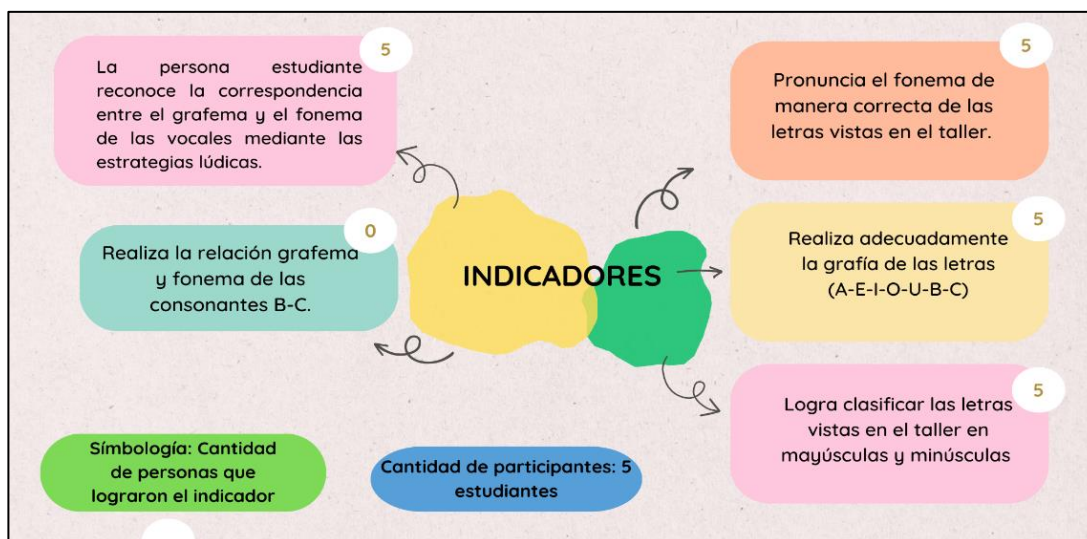 5
La persona estudiante
reconoce la correspondencia
entre el grafema y el fonema
de las vocales mediante las
estrategias lúdicas.
0
Realiza la relación grafema
y fonema de las
consonantes B-C.
INDICADORES
5
Pronuncia el fonema de
manera correcta de las
letras vistas en el taller.
5
Realiza adecuadamente
la grafía de las letras
(A-E-I-O-U-B-C)
5
Logra clasificar las letras
vistas en el taller en
mayúsculas y minúsculas
Símbología: Cantidad
de personas que
lograron el indicador
Cantidad de participantes: 5
estudiantes